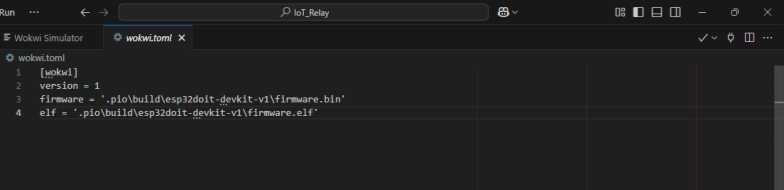 Run ··· IoT_Relay
Wokwi Simulator wokwi.toml
wokwi.toml
1 [wokwi]
2 version = 1
3 firmware = '.pio\build\esp32doit-devkit-v1\firmware.bin'
4 elf = '.pio\build\esp32doit-devkit-v1\firmware.elf'